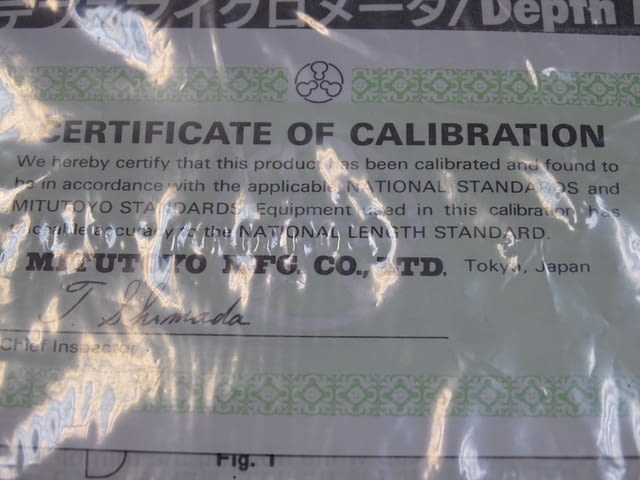 デプスマイクロメータ/Depth
CERTIFICATE OF CALIBRATION
We hereby certify that this product has been calibrated and found to
be in accordance with the applicable NATIONAL STANDARDS and
MITUTOYO STANDARDS. Equipment used in this calibration has
traceable accuracy to the NATIONAL LENGTH STANDARD.
MITUTOYO MFG. CO., LTD. Tokyo, Japan
T. Shimada
Chief Inspector
Fig. 1